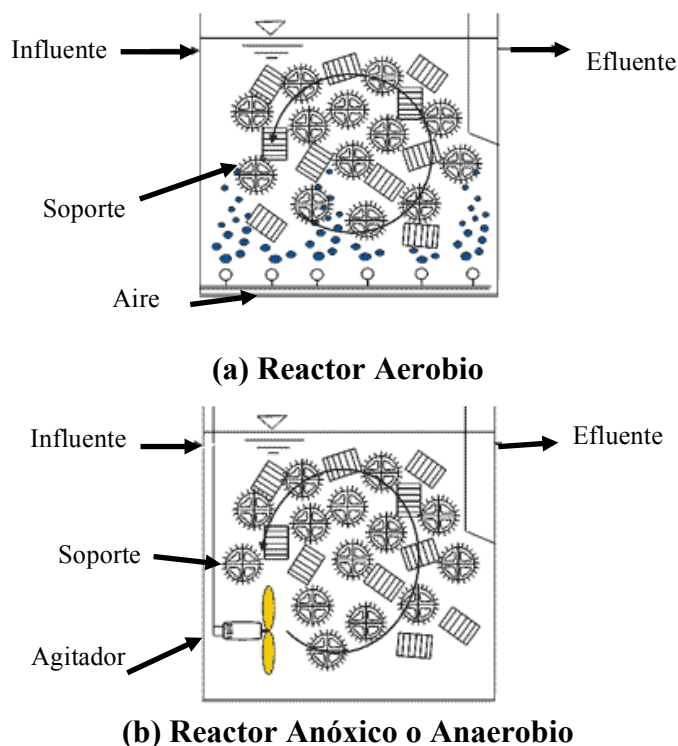 Influente
Efluente
Soporte
Aire
(a) Reactor Aerobio
Influente
Efluente
Soporte
Agitador
(b) Reactor Anóxico o Anaerobio